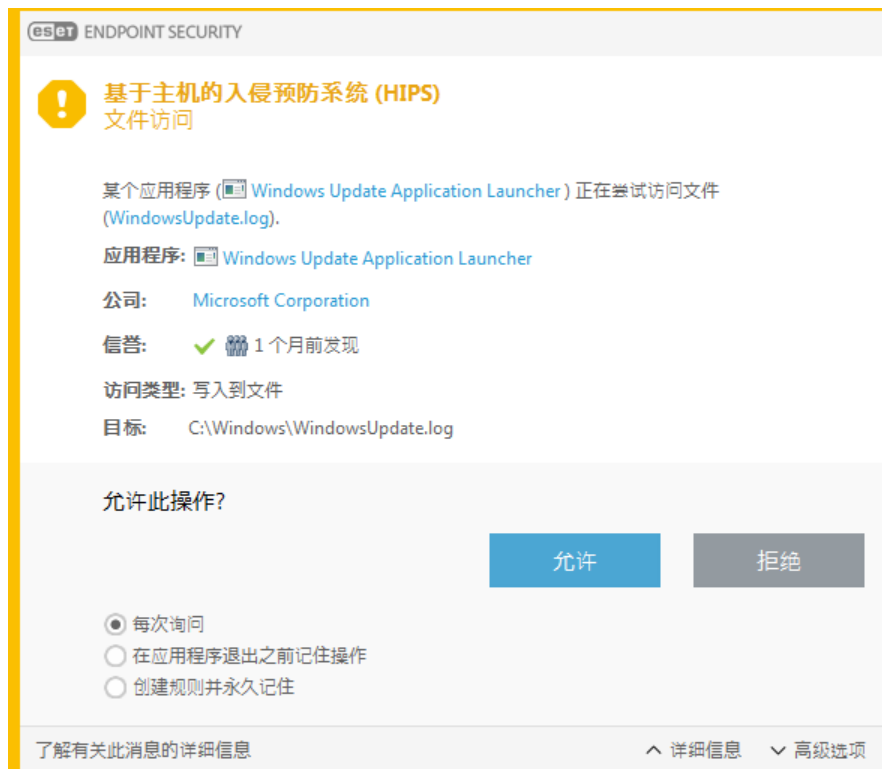 eset ENDPOINT SECURITY
基于主机的入侵预防系统 (HIPS)
文件访问
某个应用程序 ( Windows Update Application Launcher ) 正在尝试访问文件
(WindowsUpdate.log).
应用程序: Windows Update Application Launcher
公司: Microsoft Corporation
信誉: 1 个月前发现
访问类型: 写入到文件
目标: C:\Windows\WindowsUpdate.log
允许此操作?
允许 拒绝
每次询问
在应用程序退出之前记住操作
创建规则并永久记住
了解有关此消息的详细信息 详细信息 高级选项